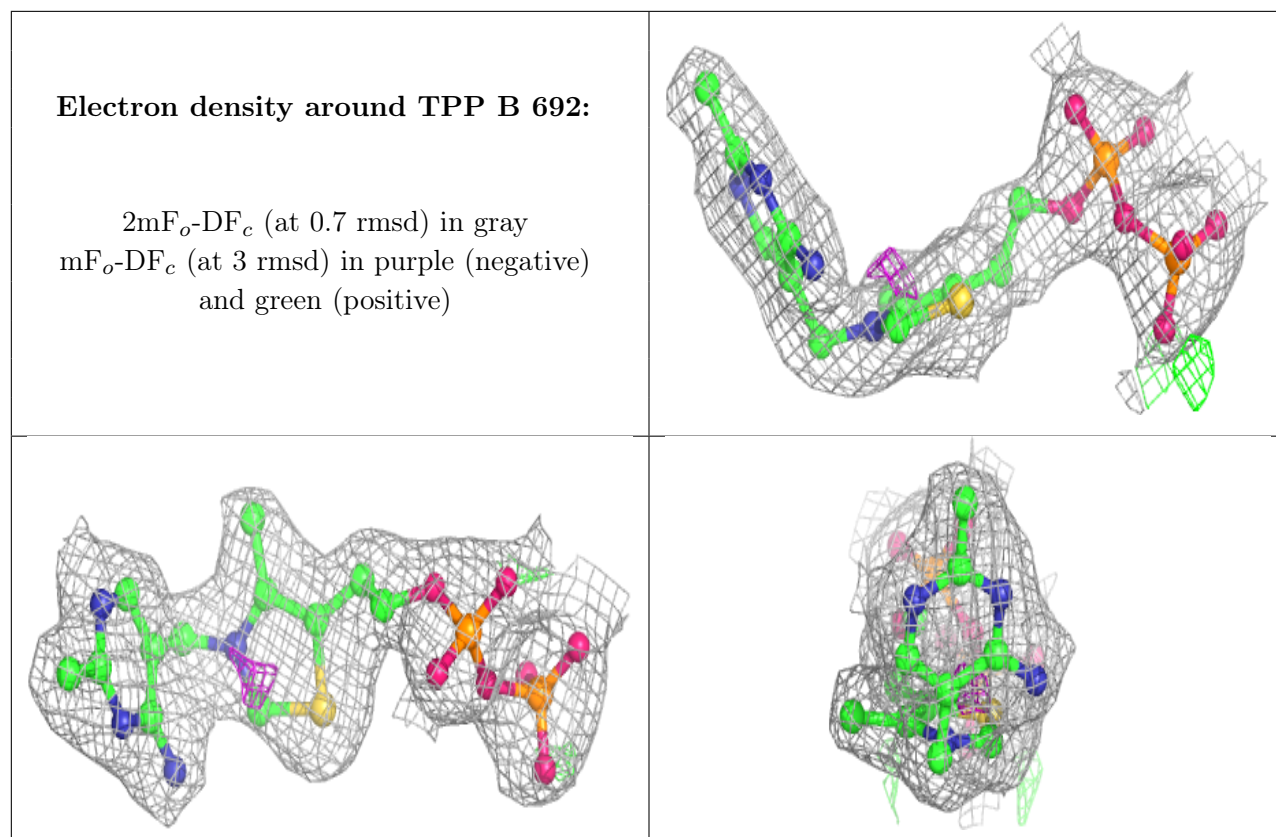 Electron density around TPP B 692:
2mFo-DFc (at 0.7 rmsd) in gray
mFo-DFc (at 3 rmsd) in purple (negative)
and green (positive)